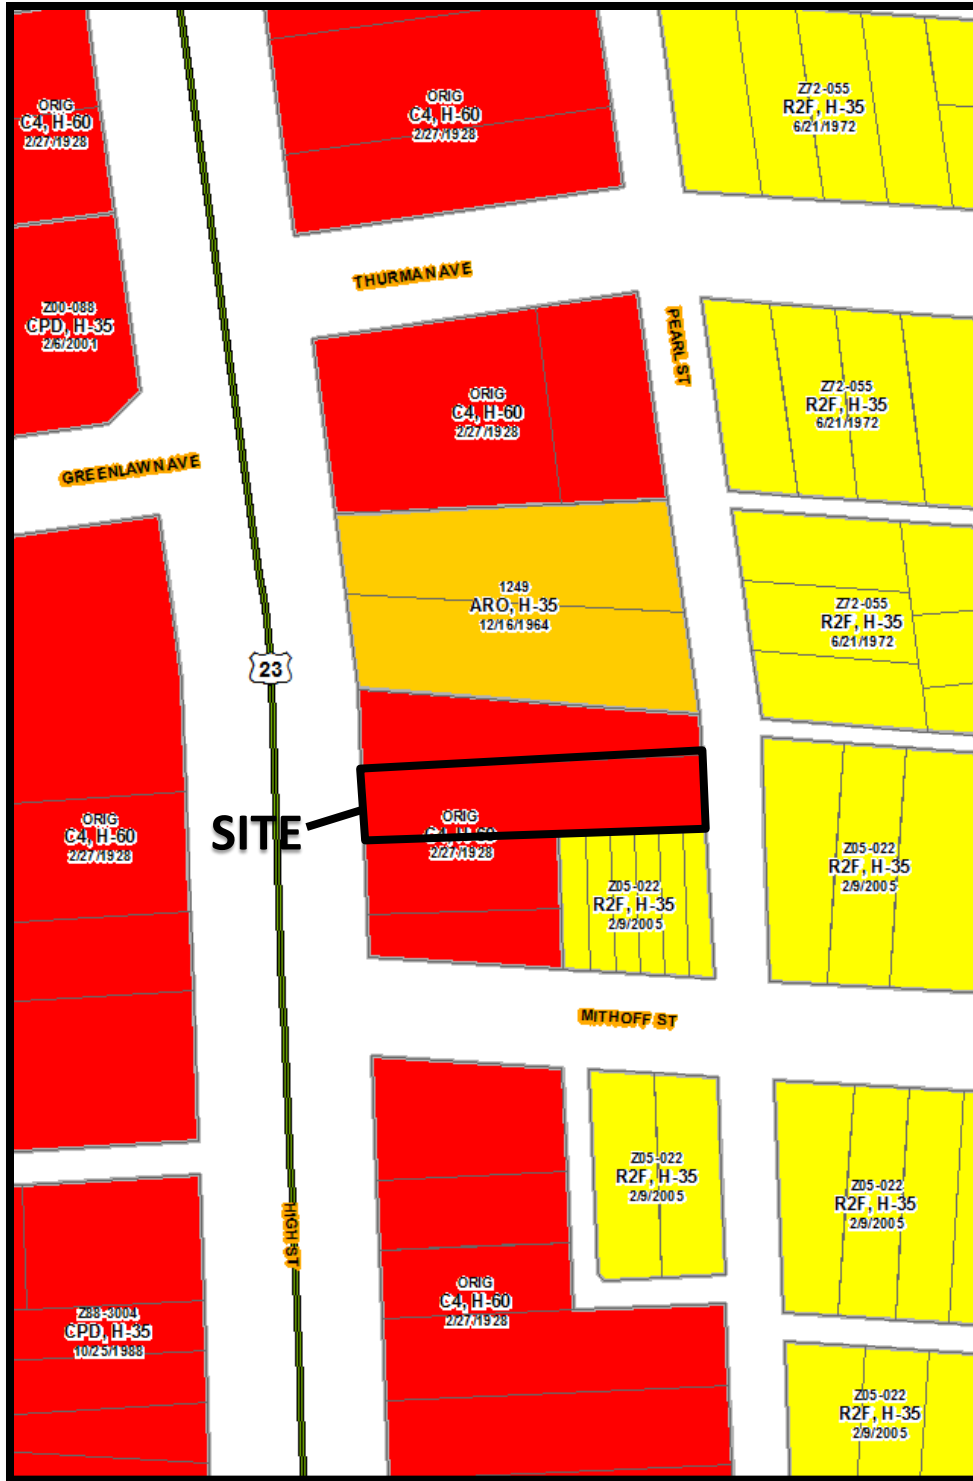 ORIG
C4, H-60
2/27/1928
ORIG
C4, H-60
2/27/1928
Z72-055
R2F, H-35
6/21/1972
THURMAN AVE
Z00-088
CPD, H-35
2/6/2001
PEARL ST
ORIG
C4, H-60
2/27/1928
Z72-055
R2F, H-35
6/21/1972
GREENLAWN AVE
1249
ARO, H-35
12/16/1964
Z72-055
R2F, H-35
6/21/1972
23
SITE
ORIG
C4, H-60
2/27/1928
ORIG
C4, H-60
2/27/1928
Z05-022
R2F, H-35
2/9/2005
Z05-022
R2F, H-35
2/9/2005
MITHOFF ST
Z05-022
R2F, H-35
2/9/2005
Z05-022
R2F, H-35
2/9/2005
HIGH ST
ORIG
C4, H-60
2/27/1928
Z88-3004
CPD, H-35
10/25/1988
Z05-022
R2F, H-35
2/9/2005